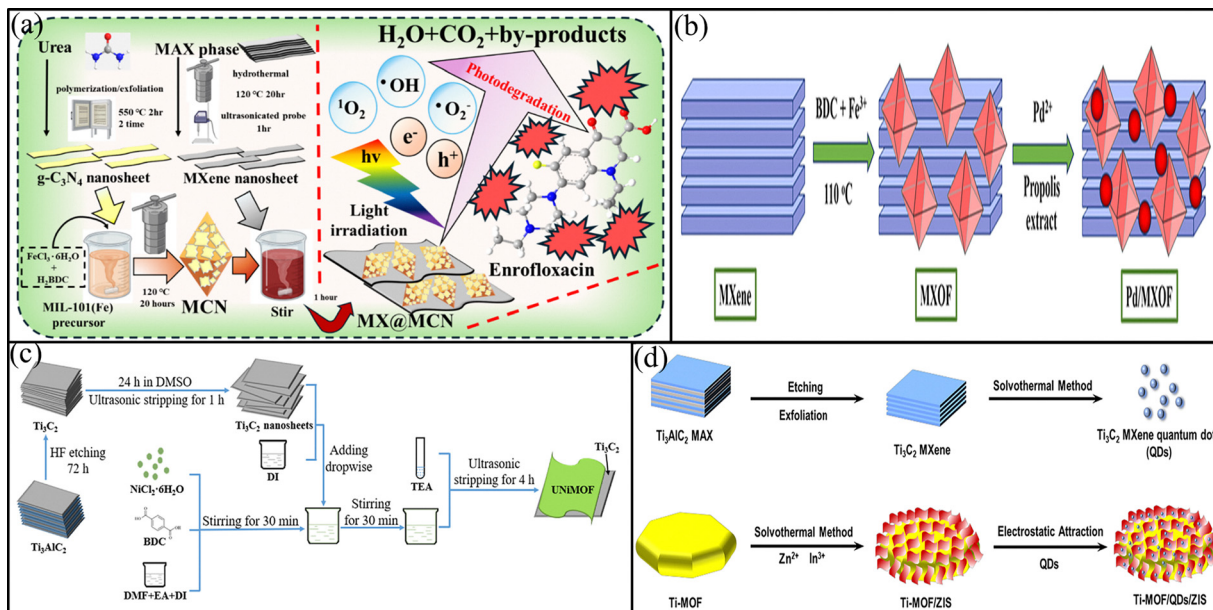 (a)
Urea
MAX phase
hydrothermal
120 °C 20hr
polymerization/exfoliation
550 °C 2hr
2 time
ultrasonicated probe
1hr
g-C₃N₄ nanosheet
MXene nanosheet
FeCl₃·6H₂O
+
H₂BDC
MIL-101(Fe)
precursor
120 °C
20 hours
MCN
Stir
1 hour
H₂O+CO₂+by-products
Photodegradation
¹O₂
•OH
•O₂⁻
e⁻
h⁺
hv
Light
irradiation
Enrofloxacin
MX@MCN
(b)
BDC + Fe³⁺
110 °C
Pd²⁺
Propolis
extract
MXene
MXOF
Pd/MXOF
(c)
24 h in DMSO
Ultrasonic stripping for 1 h
Ti₃C₂
Ti₃C₂ nanosheets
HF etching
72 h
DI
Adding
dropwise
NiCl₂·6H₂O
Ti₃AlC₂
BDC
Stirring for 30 min
Stirring
for 30 min
TEA
Ultrasonic
stripping for 4 h
Ti₃C₂
UNiMOF
DMF+EA+DI
(d)
Etching
Exfoliation
Solvothermal Method
Ti₃AlC₂ MAX
Ti₃C₂ MXene
Ti₃C₂ MXene quantum dot
(QDs)
Solvothermal Method
Zn²⁺ In³⁺
Electrostatic Attraction
QDs
Ti-MOF
Ti-MOF/ZIS
Ti-MOF/QDs/ZIS